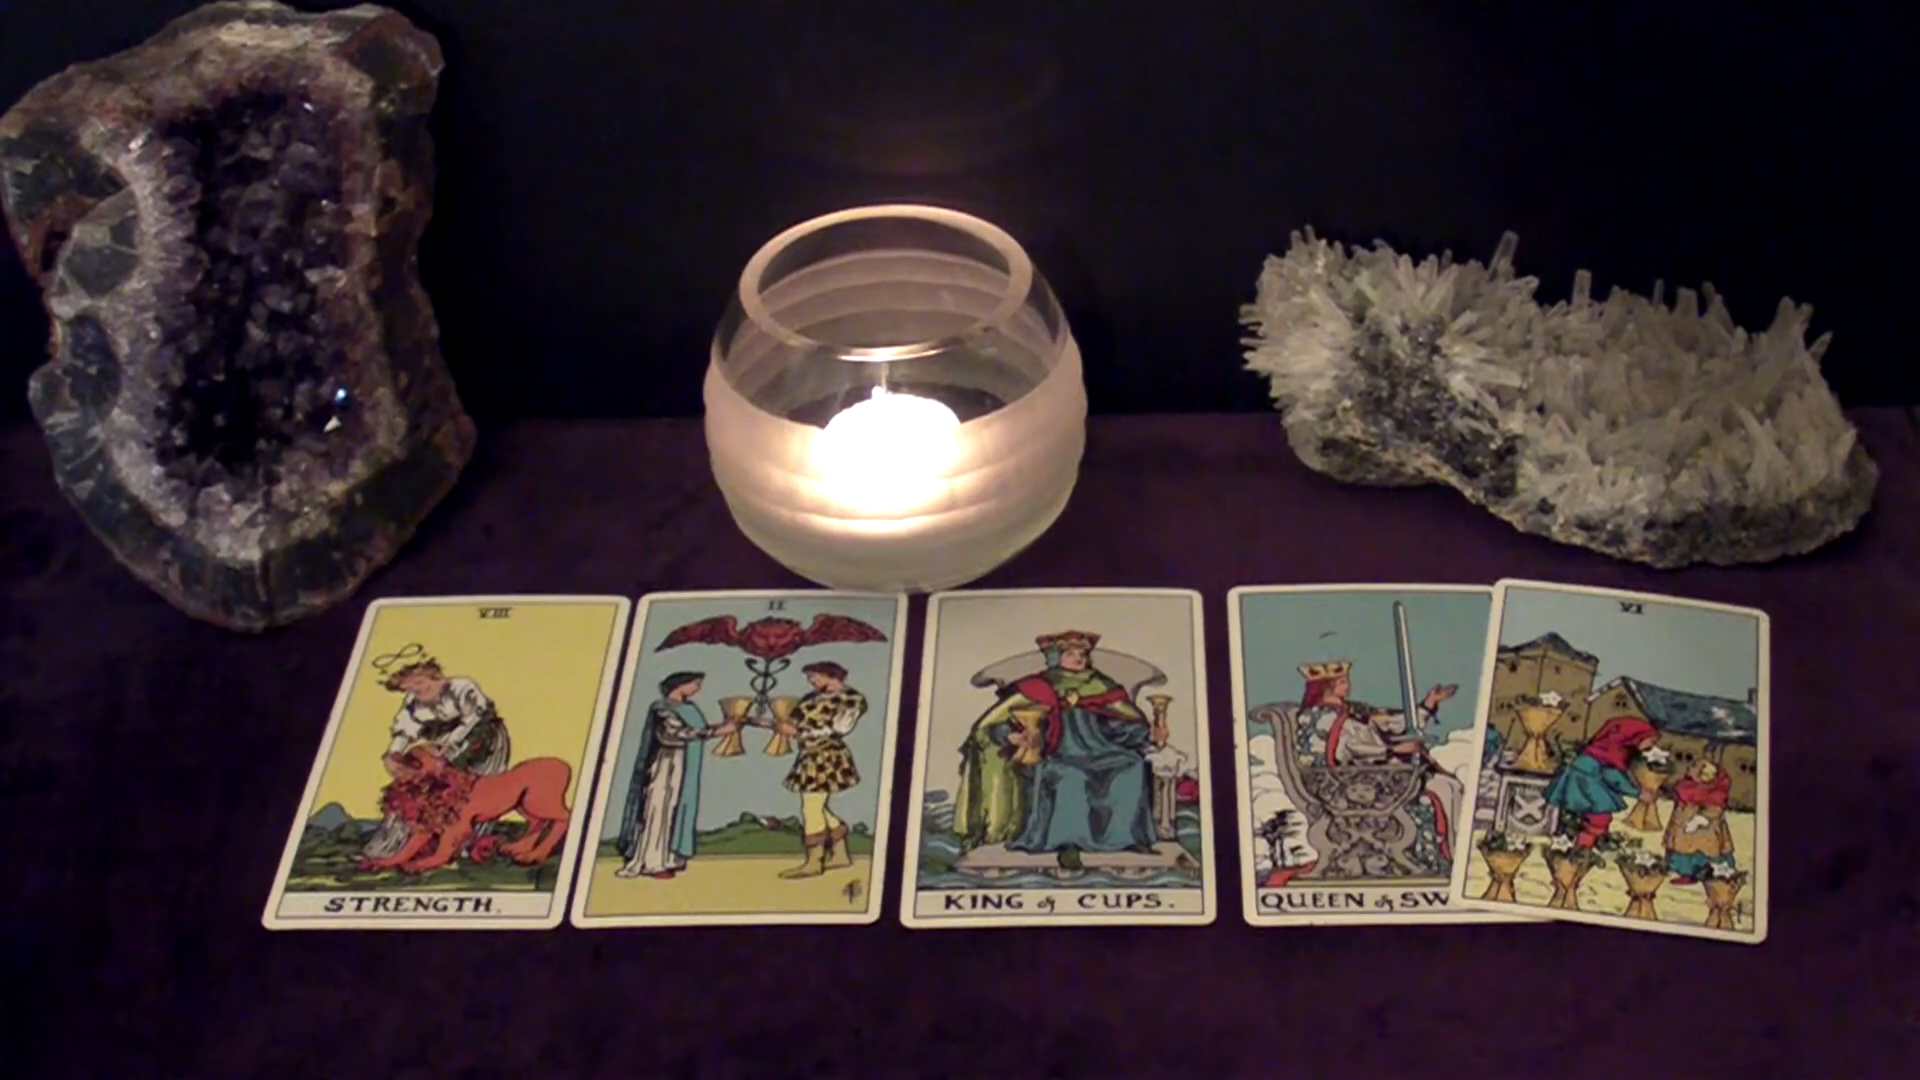 VIII
STRENGTH.
II
KING of CUPS.
QUEEN of SW
VI